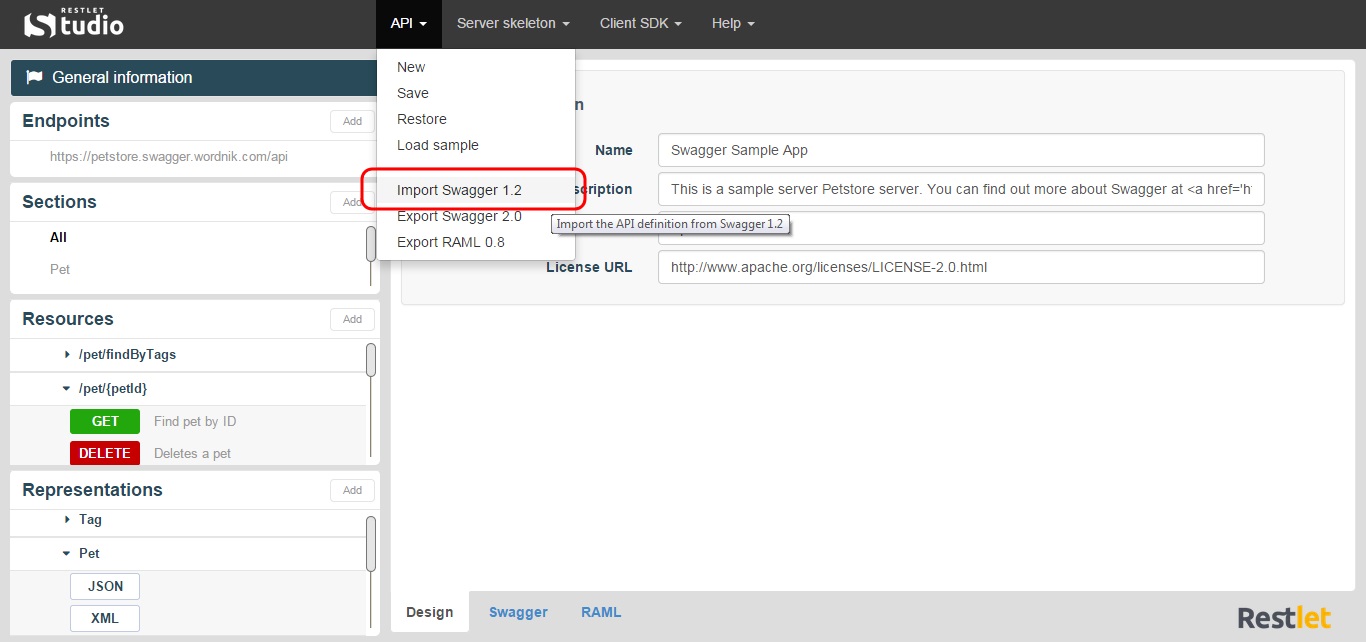 RESTLET
Studio
API
Server skeleton
Client SDK
Help
General information
Endpoints
Add
https://petstore.swagger.wordnik.com/api
Sections
Add
All
Pet
Resources
Add
/pet/findByTags
/pet/{petId}
GET Find pet by ID
DELETE Deletes a pet
Representations
Add
Tag
Pet
JSON
XML
New
Save
Restore
Load sample
Import Swagger 1.2
Export Swagger 2.0
Export RAML 0.8
Import the API definition from Swagger 1.2
Name Swagger Sample App
This is a sample server Petstore server. You can find out more about Swagger at <a href='h
License URL http://www.apache.org/licenses/LICENSE-2.0.html
Design
Swagger
RAML
Restlet